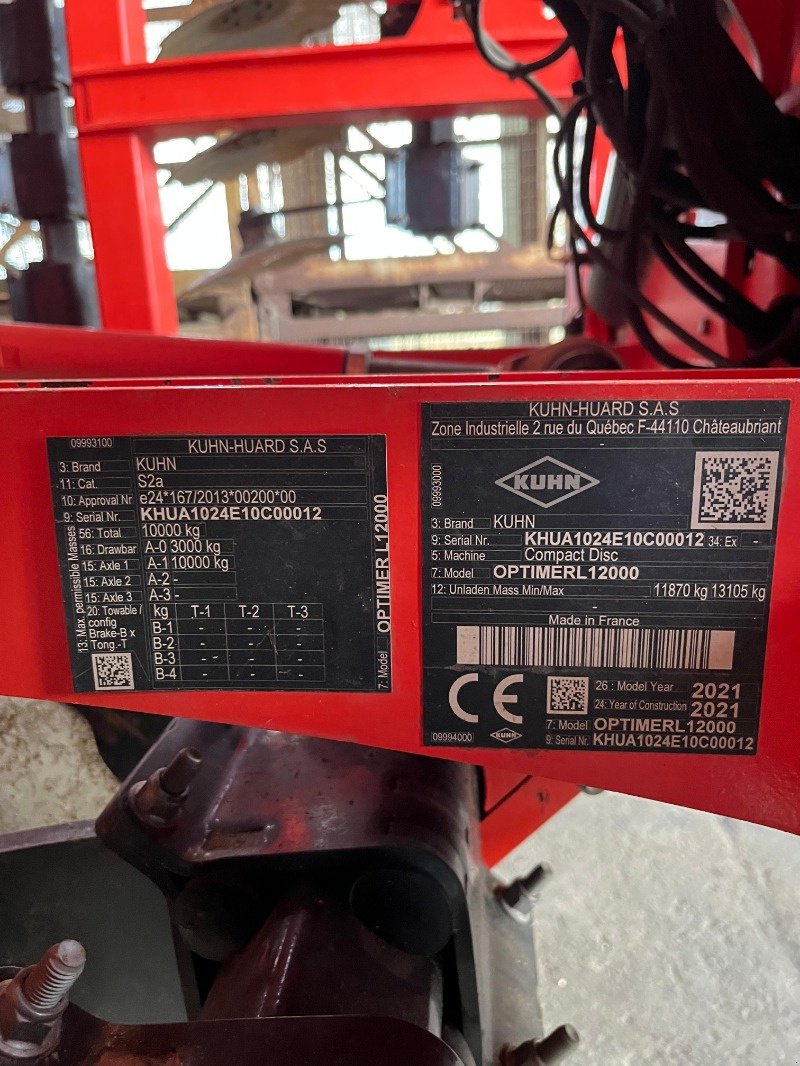 09993100
KUHN-HUARD S.A.S
3: Brand KUHN
11: Cat. S2a
10: Approval Nr e24*167/2013*00200*00
9: Serial Nr. KHUA1024E10C00012
13: Max. permissible Masses
56: Total 10000 kg
16: Drawbar A-0 3000 kg
15: Axle 1 A-1 10000 kg
15: Axle 2 A-2 -
15: Axle 3 A-3 -
20: Towable / config Brake-B x Tong.-T
kg T-1 T-2 T-3
B-1 - - -
B-2 - - -
B-3 - - -
B-4 - - -
7: Model OPTIMER L12000
KUHN-HUARD S.A.S
Zone Industrielle 2 rue du Québec F-44110 Châteaubriant
09993000
KUHN
3: Brand KUHN
9: Serial Nr. KHUA1024E10C00012 34: Ex -
5: Machine Compact Disc -
7: Model OPTIMERL12000
12: Unladen Mass Min/Max 11870 kg 13105 kg
-
Made in France
CE
26 : Model Year 2021
24: Year of Construction 2021
7: Model OPTIMERL12000
9: Serial Nr. KHUA1024E10C00012
09994000
KUHN